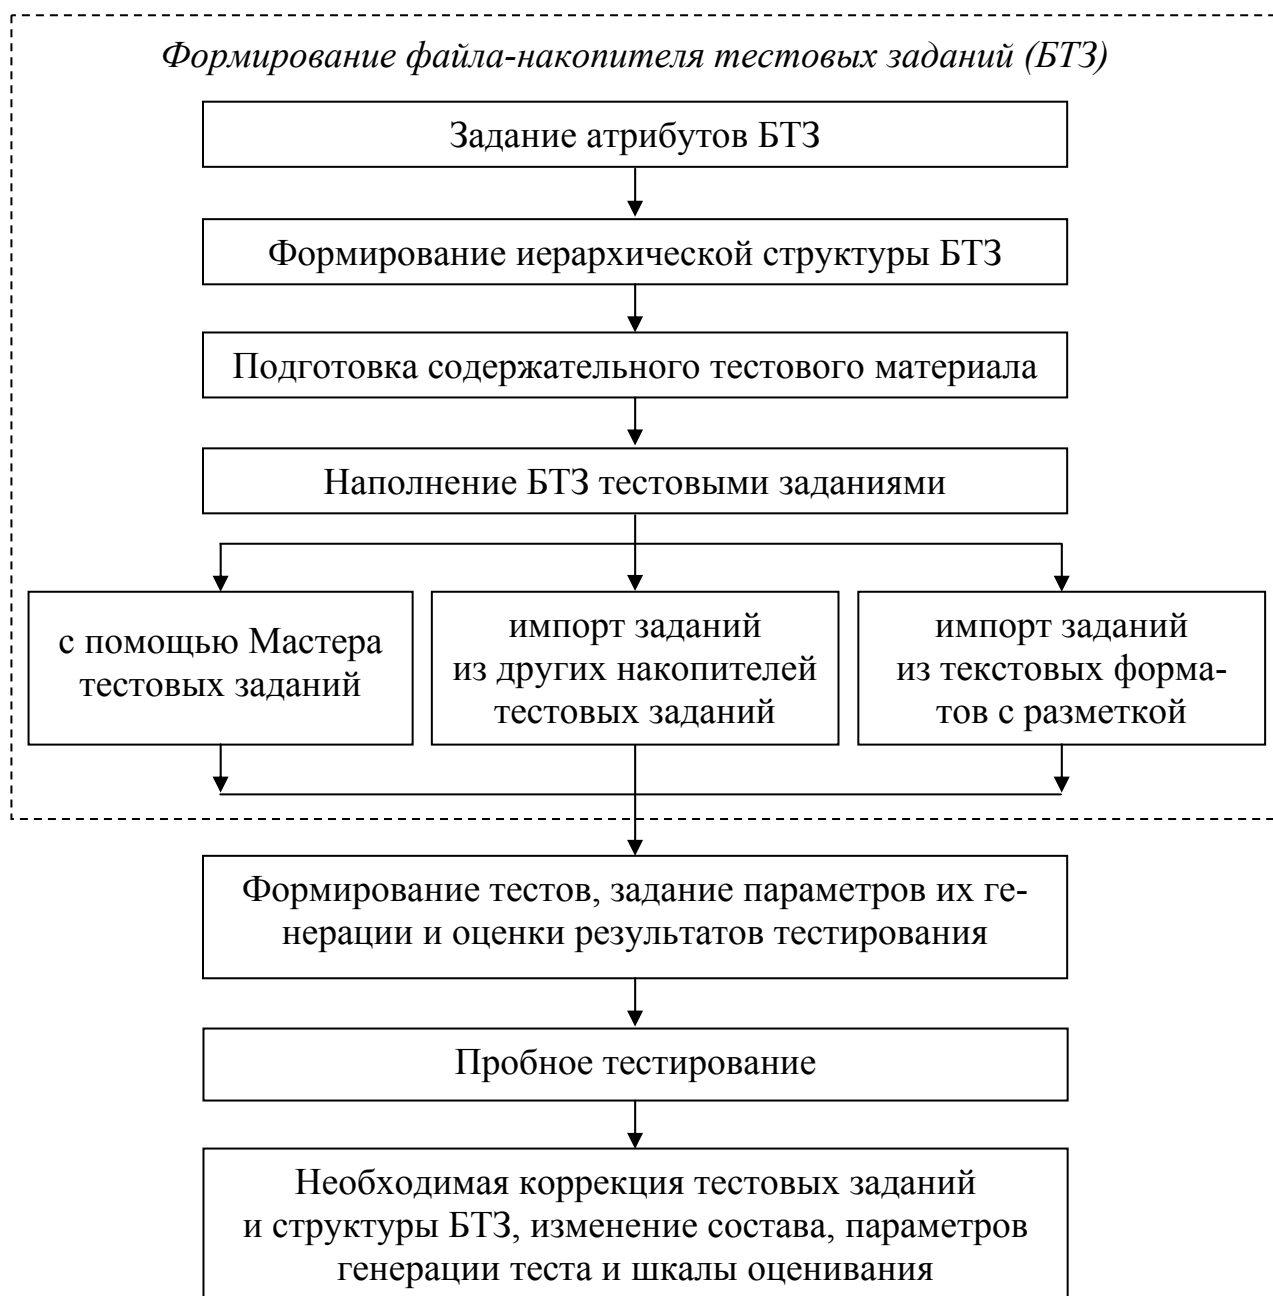 Формирование файла-накопителя тестовых заданий (БТЗ)
Задание атрибутов БТЗ
Формирование иерархической структуры БТЗ
Подготовка содержательного тестового материала
Наполнение БТЗ тестовыми заданиями
с помощью Мастера
тестовых заданий
импорт заданий
из других накопителей
тестовых заданий
импорт заданий
из текстовых форма-
тов с разметкой
Формирование тестов, задание параметров их ге-
нерации и оценки результатов тестирования
Пробное тестирование
Необходимая коррекция тестовых заданий
и структуры БТЗ, изменение состава, параметров
генерации теста и шкалы оценивания